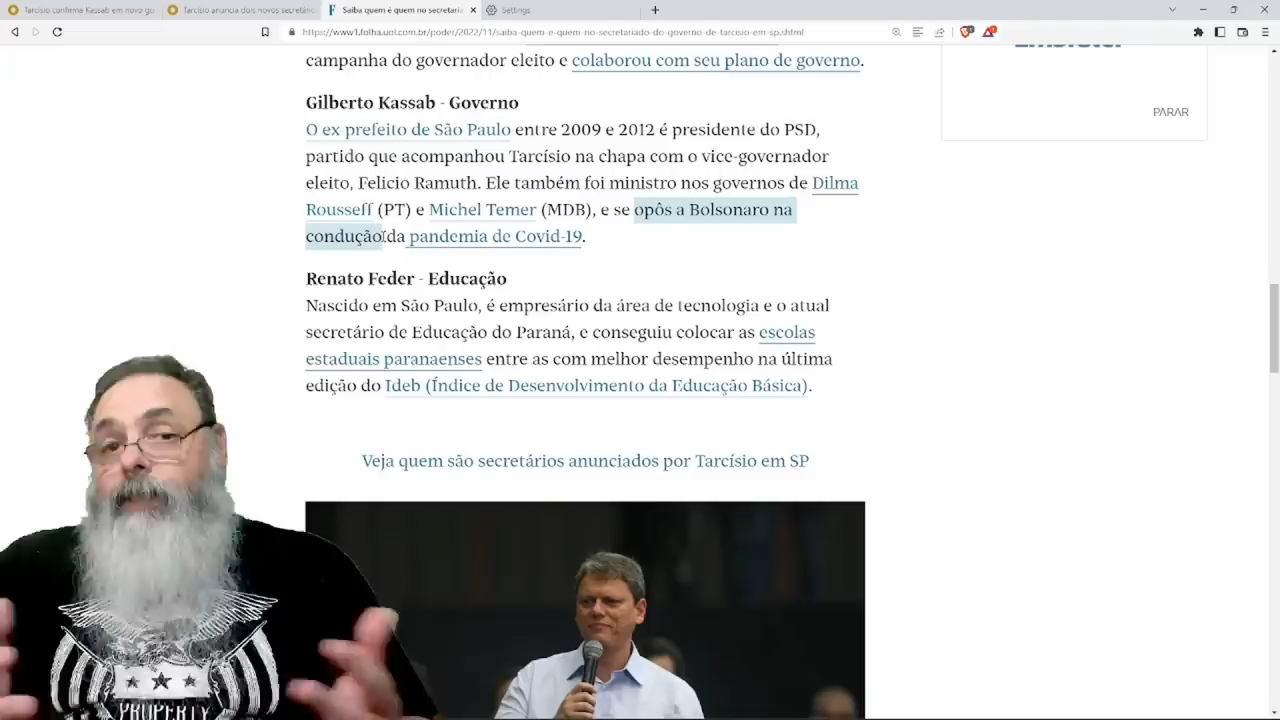 Tarcísio confirma Kassab em novo go
Tarcísio anuncia dois novos secretário
Saiba quem é quem no secretaria
Settings
https://www1.folha.uol.com.br/poder/2022/11/saiba-quem-e-quem-no-secretariado-do-governo-de-tarcisio-em-sp.shtml
campanha do governador eleito e colaborou com seu plano de governo.
PARAR
Gilberto Kassab - Governo
O ex prefeito de São Paulo entre 2009 e 2012 é presidente do PSD,
partido que acompanhou Tarcísio na chapa com o vice-governador
eleito, Felicio Ramuth. Ele também foi ministro nos governos de Dilma
Rousseff (PT) e Michel Temer (MDB), e se opôs a Bolsonaro na
condução da pandemia de Covid-19.
Renato Feder - Educação
Nascido em São Paulo, é empresário da área de tecnologia e o atual
secretário de Educação do Paraná, e conseguiu colocar as escolas
estaduais paranaenses entre as com melhor desempenho na última
edição do Ideb (Índice de Desenvolvimento da Educação Básica).
Veja quem são secretários anunciados por Tarcísio em SP
PROPERTY